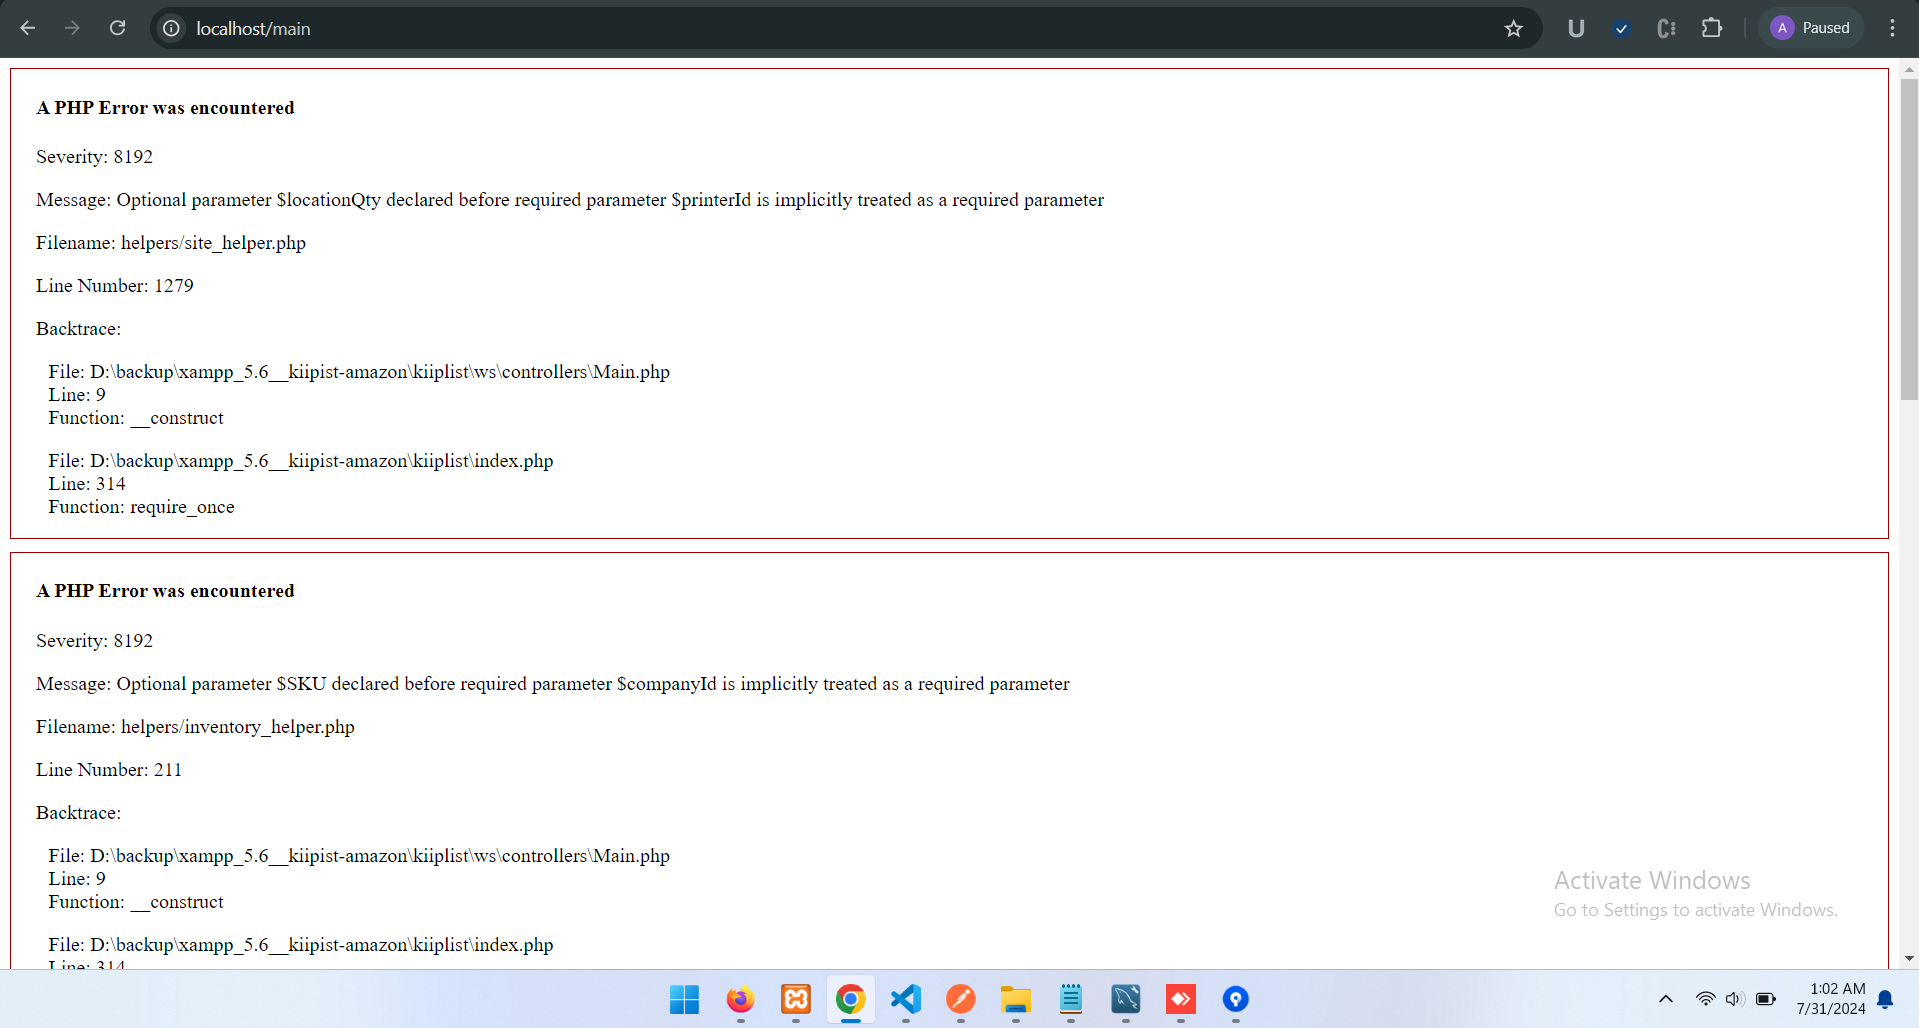 localhost/main
U
A
Paused
A PHP Error was encountered
Severity: 8192
Message: Optional parameter $locationQty declared before required parameter $printerId is implicitly treated as a required parameter
Filename: helpers/site_helper.php
Line Number: 1279
Backtrace:
File: D:\backup\xampp_5.6__kiipist-amazon\kiiplist\ws\controllers\Main.php
Line: 9
Function: __construct
File: D:\backup\xampp_5.6__kiipist-amazon\kiiplist\index.php
Line: 314
Function: require_once
A PHP Error was encountered
Severity: 8192
Message: Optional parameter $SKU declared before required parameter $companyId is implicitly treated as a required parameter
Filename: helpers/inventory_helper.php
Line Number: 211
Backtrace:
File: D:\backup\xampp_5.6__kiipist-amazon\kiiplist\ws\controllers\Main.php
Line: 9
Function: __construct
File: D:\backup\xampp_5.6__kiipist-amazon\kiiplist\index.php
Line: 314
Activate Windows
Go to Settings to activate Windows.
1:02 AM
7/31/2024